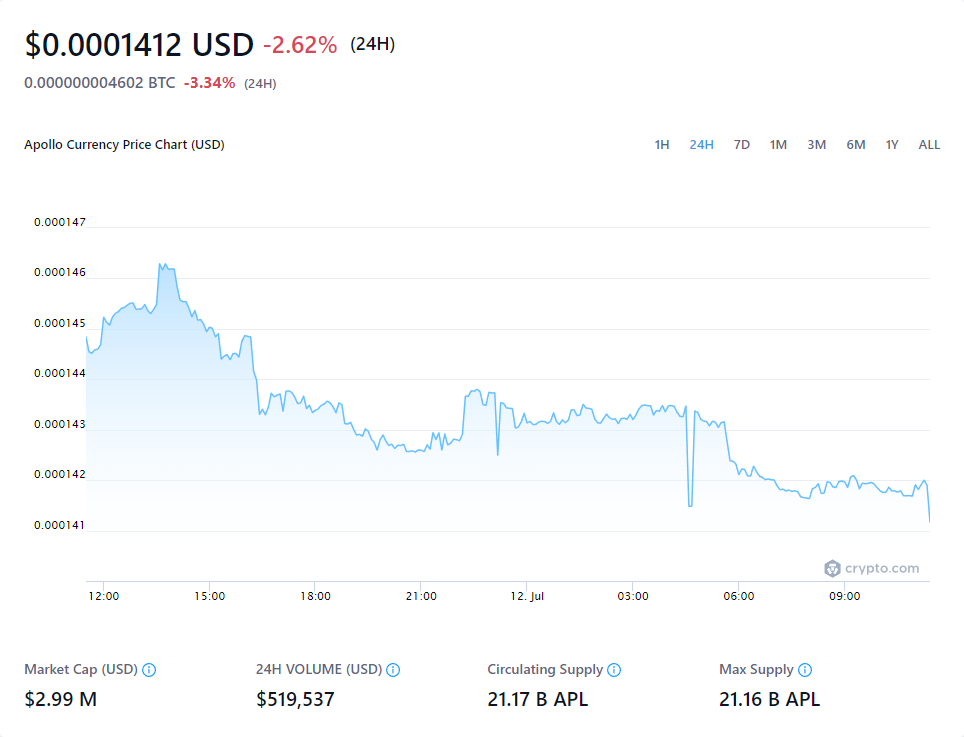 $0.0001412 USD -2.62% (24H)
0.000000004602 BTC -3.34% (24H)
Apollo Currency Price Chart (USD) 1H 24H 7D 1M 3M 6M 1Y ALL
0.000147
0.000146
0.000145
0.000144
0.000143
0.000142
0.000141
crypto.com
12:00 15:00 18:00 21:00 12. Jul 03:00 06:00 09:00
Market Cap (USD) 24H VOLUME (USD) Circulating Supply Max Supply
$2.99 M $519,537 21.17 B APL 21.16 B APL